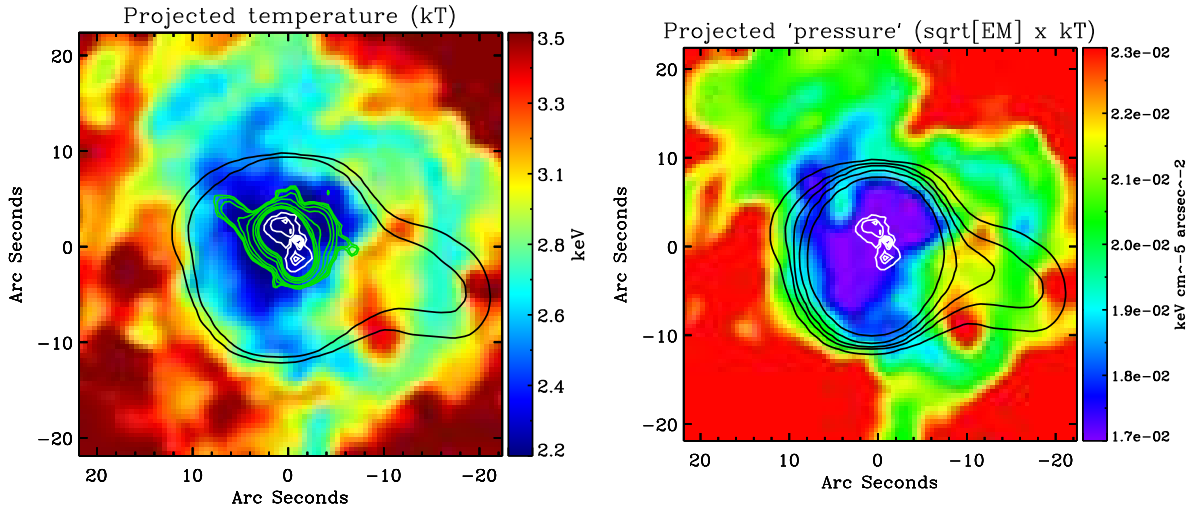 Projected temperature (kT)
20
10
0
−10
−20
Arc Seconds
20
10
0
−10
−20
Arc Seconds
3.5
3.3
3.1
2.8
2.6
2.4
2.2
keV
Projected ‘pressure‘ (sqrt[EM] x kT)
20
10
0
−10
−20
Arc Seconds
20
10
0
−10
−20
Arc Seconds
2.3e−02
2.2e−02
2.1e−02
2.0e−02
1.9e−02
1.8e−02
1.7e−02
keV cm−5 arcsec−2